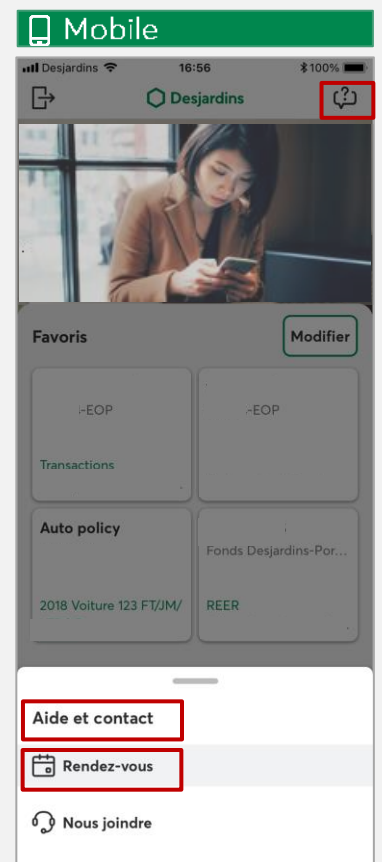 Mobile
Desjardins 16:56 100%
Desjardins
Favoris Modifier
-EOP -EOP
Transactions
Auto policy
Fonds Desjardins-Por...
2018 Voiture 123 FT/JM/ REER
Aide et contact
Rendez-vous
Nous joindre